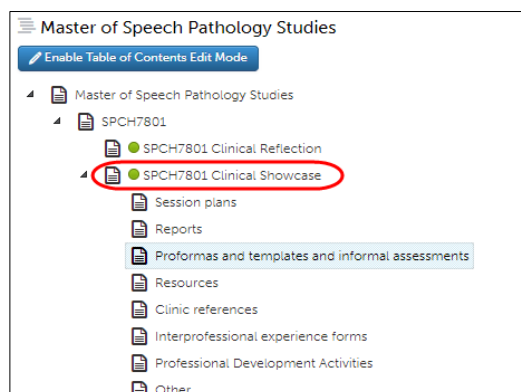 Master of Speech Pathology Studies
Enable Table of Contents Edit Mode
Master of Speech Pathology Studies
SPCH7801
SPCH7801 Clinical Reflection
SPCH7801 Clinical Showcase
Session plans
Reports
Proformas and templates and informal assessments
Resources
Clinic references
Interprofessional experience forms
Professional Development Activities
Other